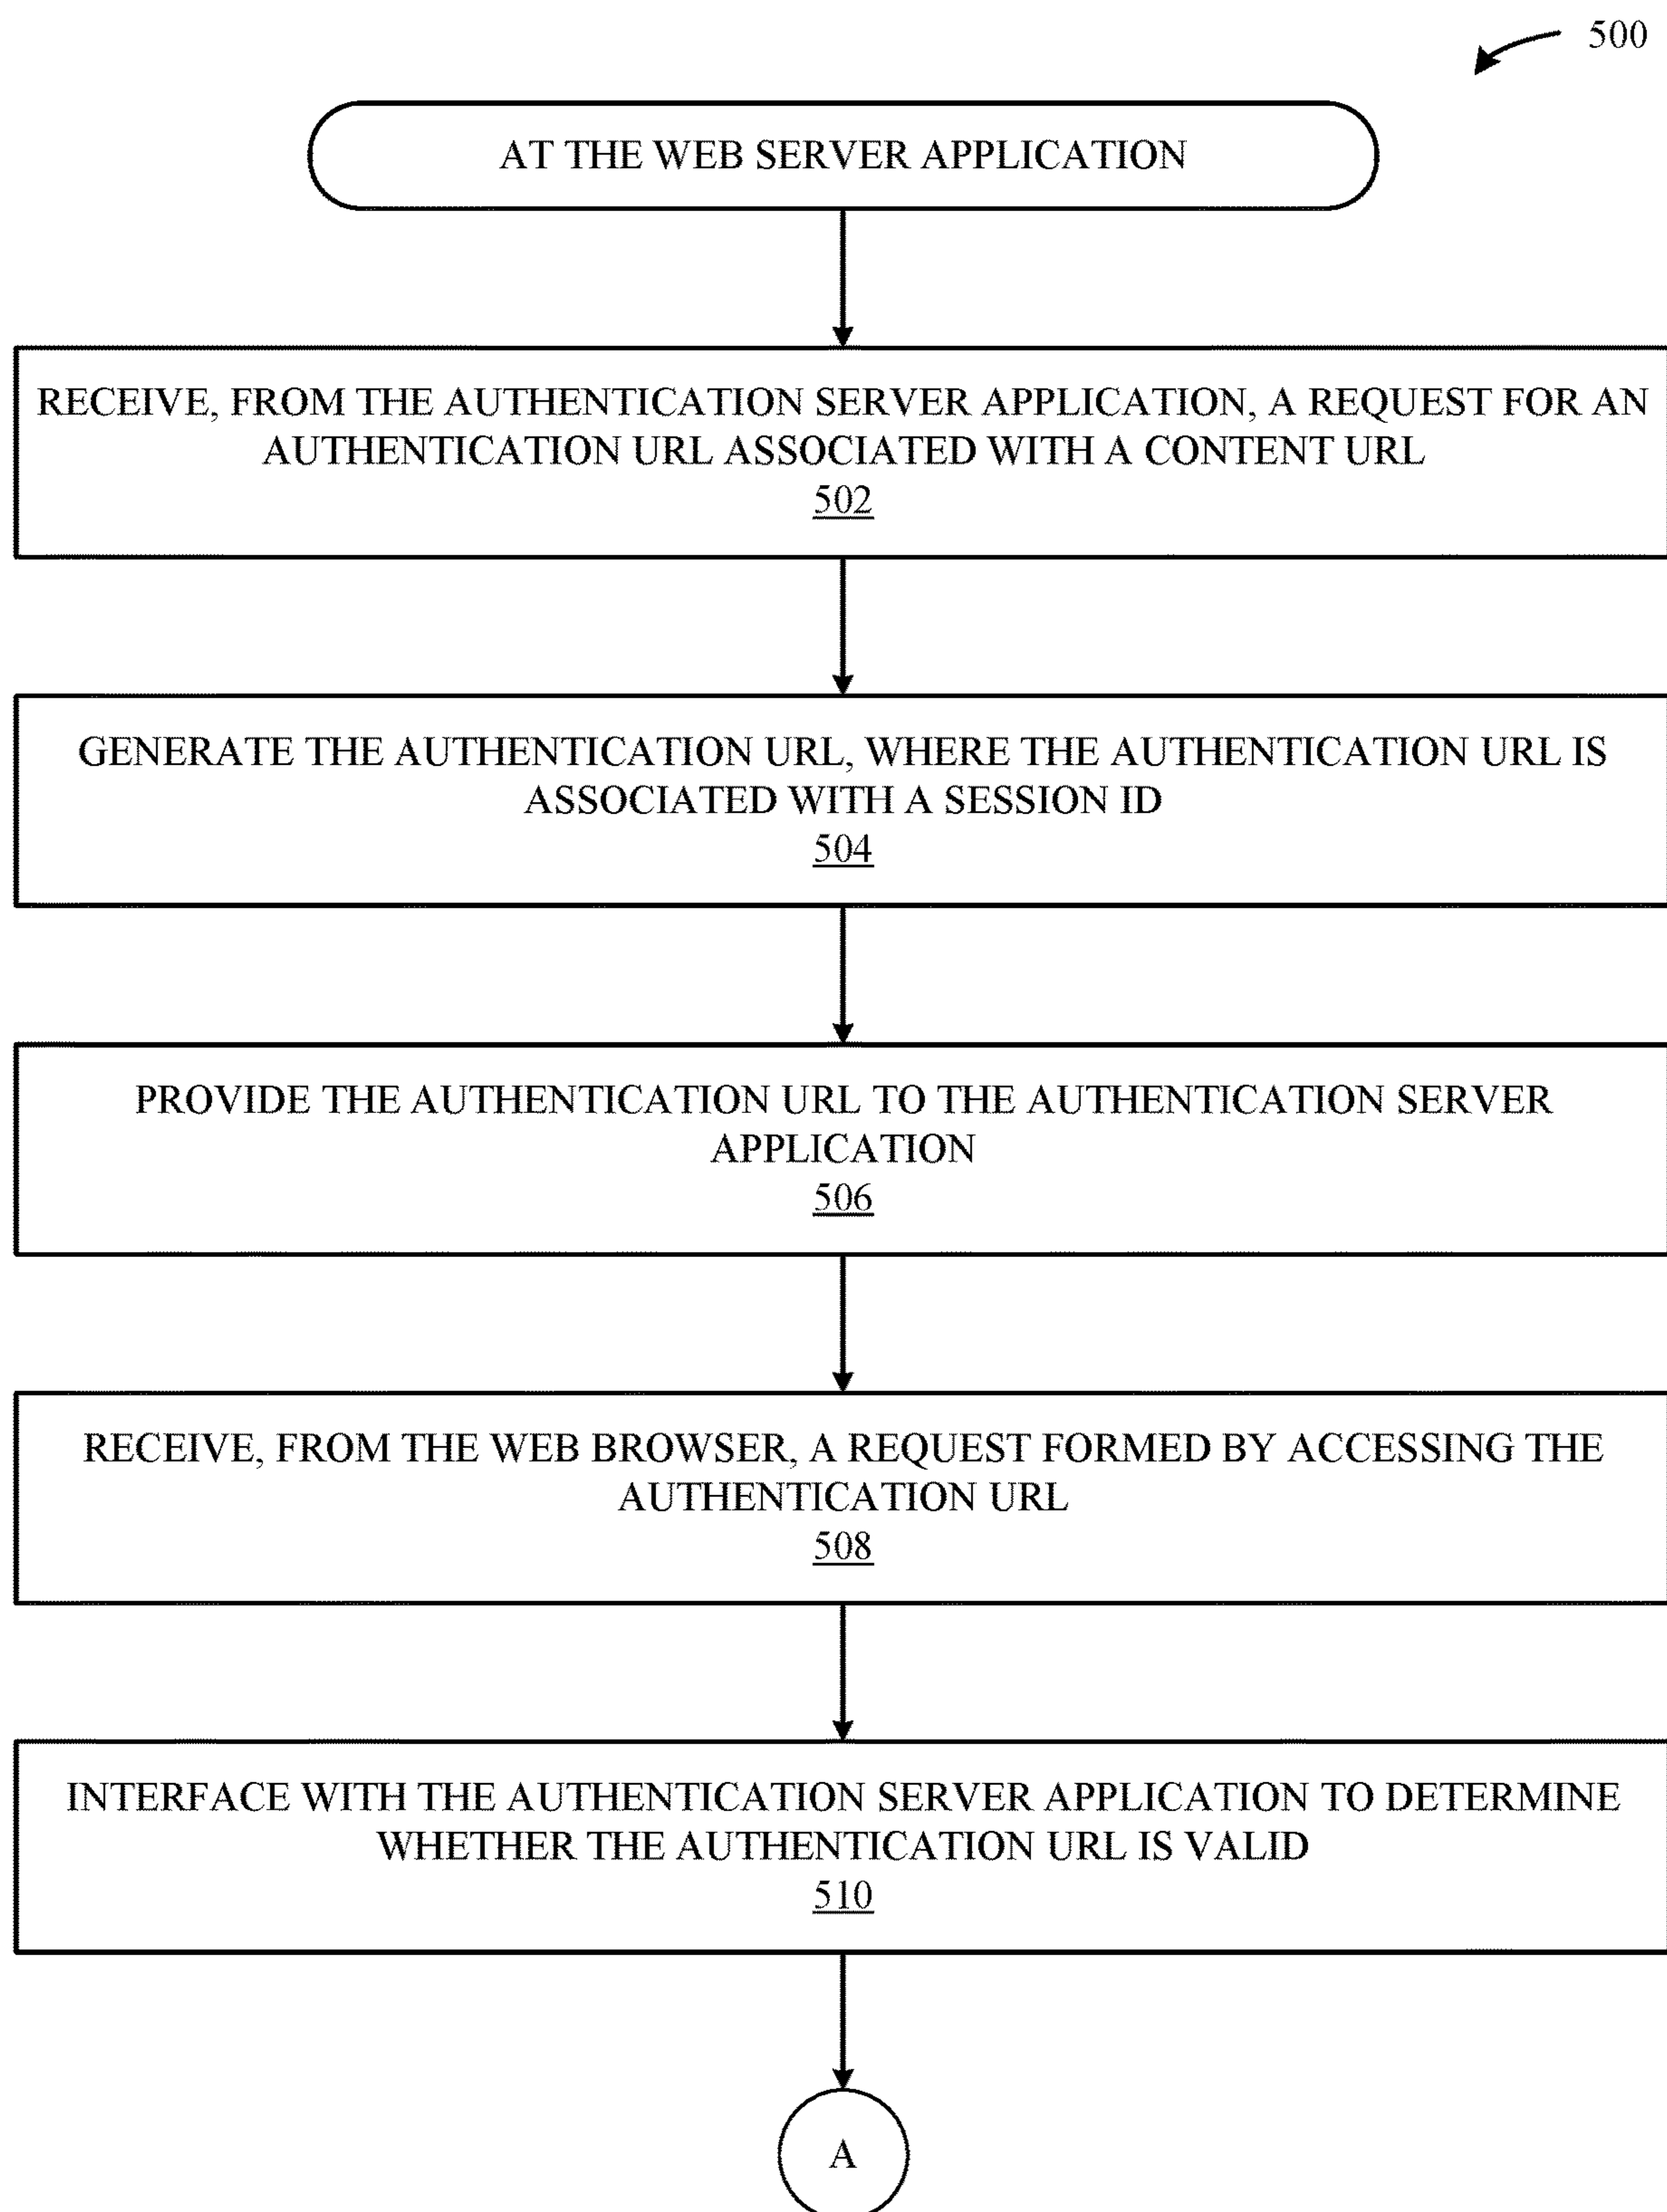 500
AT THE WEB SERVER APPLICATION
RECEIVE, FROM THE AUTHENTICATION SERVER APPLICATION, A REQUEST FOR AN
AUTHENTICATION URL ASSOCIATED WITH A CONTENT URL
502
GENERATE THE AUTHENTICATION URL, WHERE THE AUTHENTICATION URL IS
ASSOCIATED WITH A SESSION ID
504
PROVIDE THE AUTHENTICATION URL TO THE AUTHENTICATION SERVER
APPLICATION
506
RECEIVE, FROM THE WEB BROWSER, A REQUEST FORMED BY ACCESSING THE
AUTHENTICATION URL
508
INTERFACE WITH THE AUTHENTICATION SERVER APPLICATION TO DETERMINE
WHETHER THE AUTHENTICATION URL IS VALID
510
A